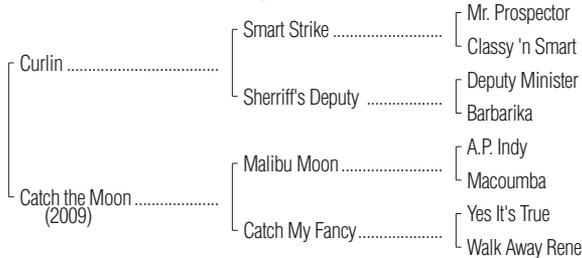 Mr. Prospector
Smart Strike ......................
Classy 'n Smart
Curlin ................................
Deputy Minister
Sherriff's Deputy ...............
Barbarika
A.P. Indy
Malibu Moon.....................
Macoumba
Catch the Moon..................
(2009)
Yes It's True
Catch My Fancy.................
Walk Away Rene